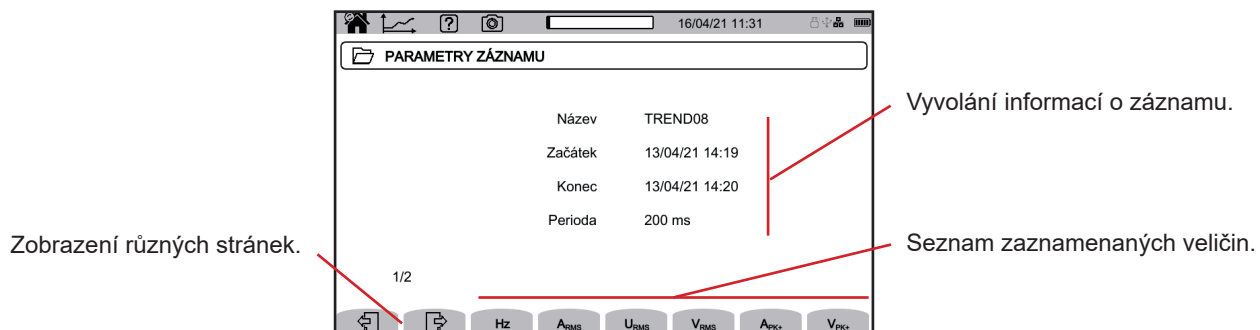 16/04/21 11:31
PARAMETRY ZÁZNAMU
Název TREND08
Začátek 13/04/21 14:19
Konec 13/04/21 14:20
Perioda 200 ms
Vyvolání informací o záznamu.
Zobrazení různých stránek.
Seznam zaznamenaných veličin.
1/2
Hz ARMS URMS VRMS APK+ VPK+